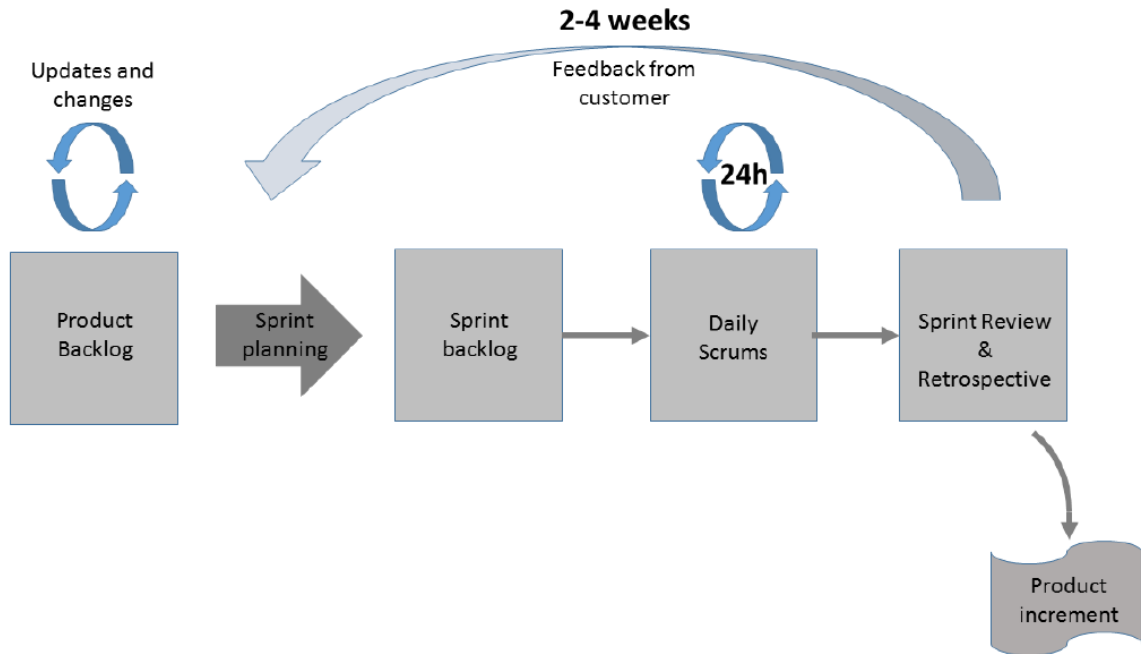 2-4 weeks
Updates and
changes
Feedback from
customer
24h
Product
Backlog
Sprint
planning
Sprint
backlog
Daily
Scrums
Sprint Review
&
Retrospective
Product
increment